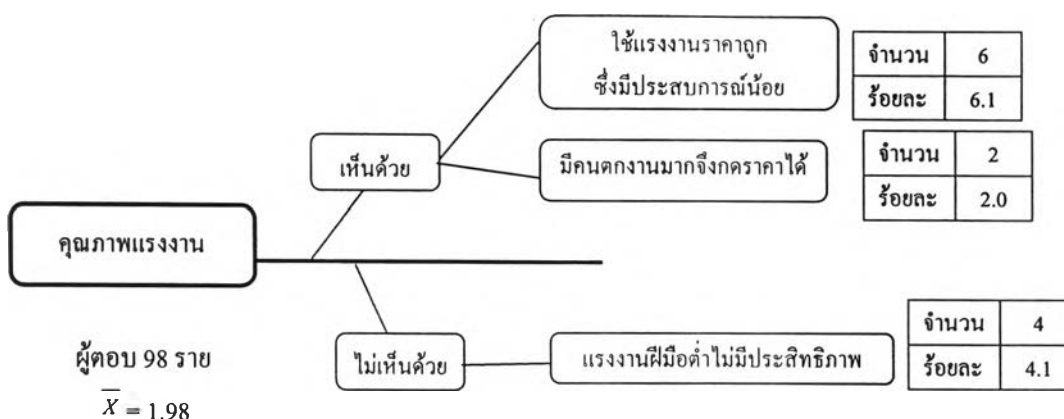 ใช้แรงงานราคาถูก
ซึ่งมีประสบการณ์น้อย
จำนวน 6
ร้อยละ 6.1
เห็นด้วย
มีคนตกงานมากจึงกดราคาได้
จำนวน 2
ร้อยละ 2.0
คุณภาพแรงงาน
ไม่เห็นด้วย
แรงงานฝีมือต่ำไม่มีประสิทธิภาพ
จำนวน 4
ร้อยละ 4.1
ผู้ตอบ 98 ราย
X̄ = 1.98